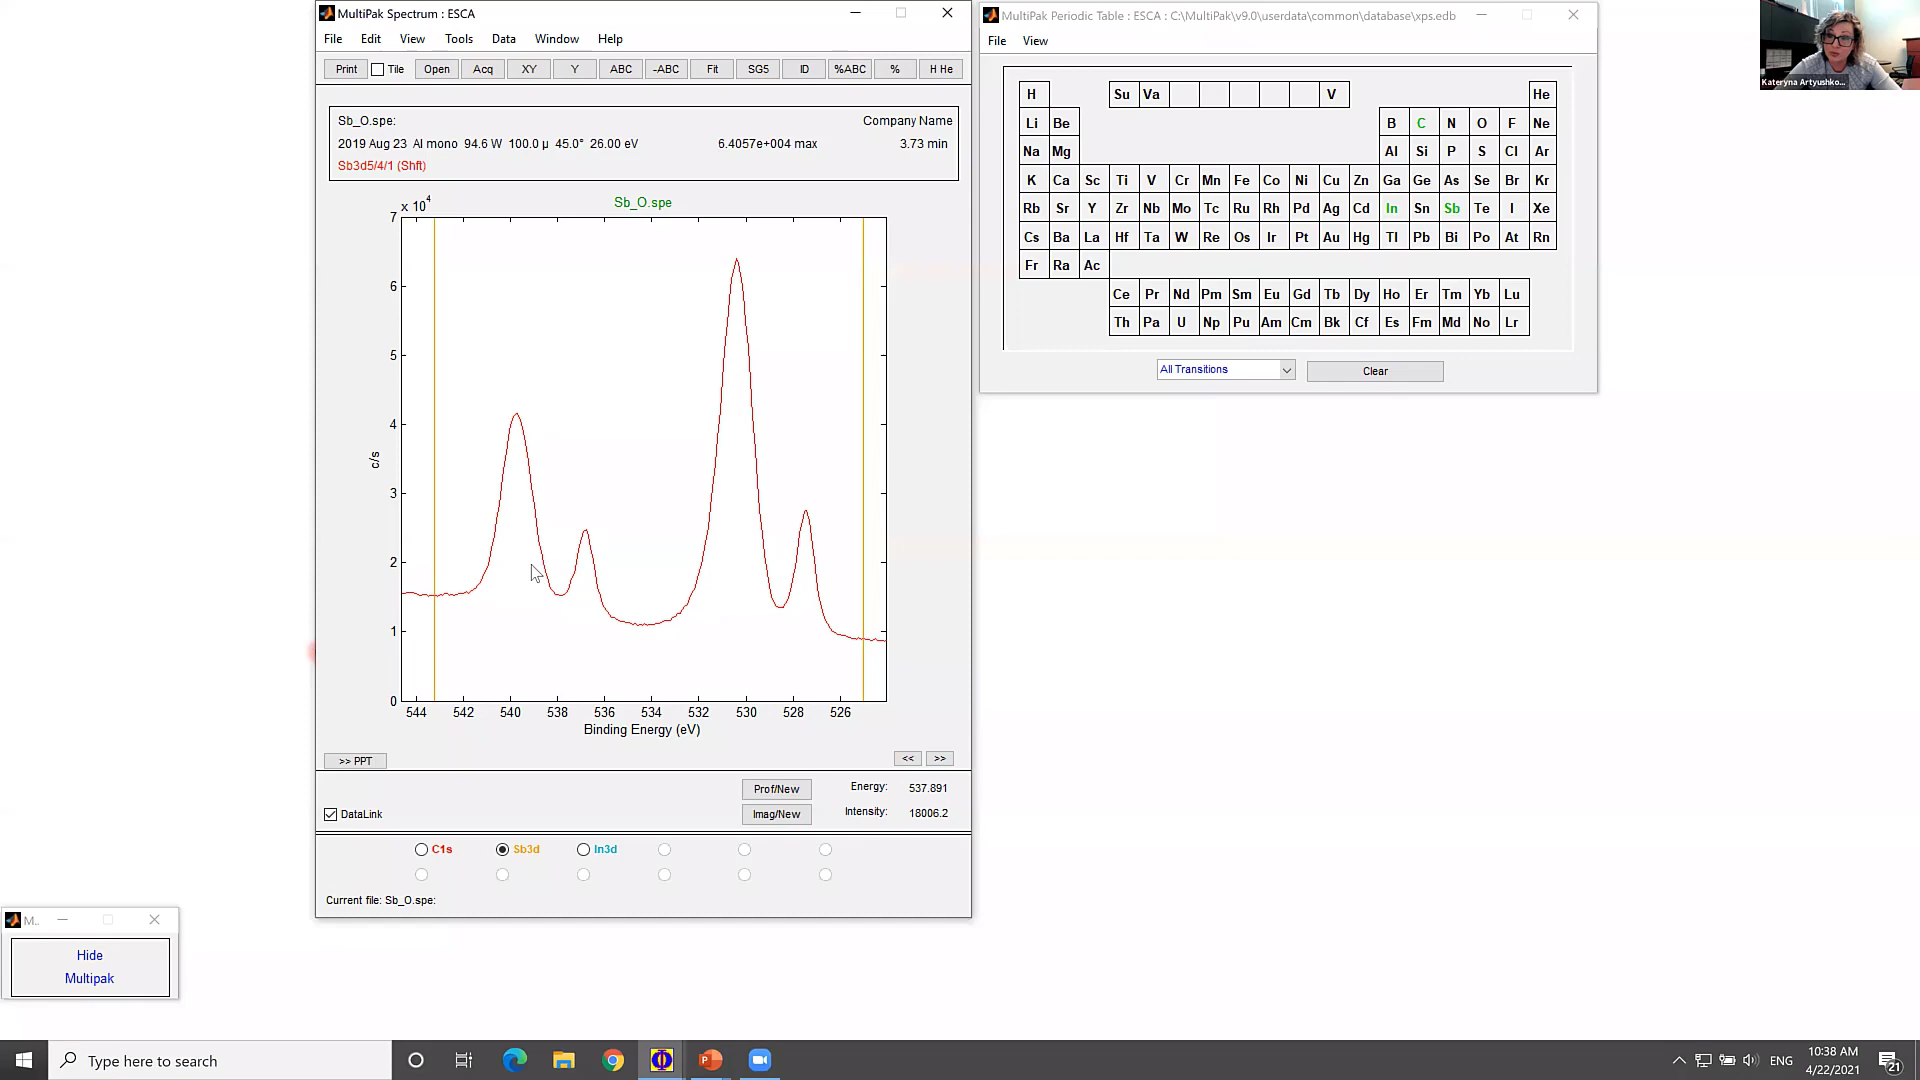 MultiPak Spectrum : ESCA
File Edit View Tools Data Window Help
Print Tile Open Acq XY Y ABC -ABC Fit SG5 ID %ABC % H He
Sb_O.spe: Company Name
2019 Aug 23 Al mono 94.6 W 100.0 µ 45.0° 26.00 eV 6.4057e+004 max 3.73 min
Sb3d5/4/1 (Shft)
x 10^4
Sb_O.spe
7
6
5
4
3
2
1
0
c/s
544 542 540 538 536 534 532 530 528 526
Binding Energy (eV)
>> PPT << >>
Prof/New Energy: 537.891
DataLink Imag/New Intensity: 18006.2
C1s Sb3d In3d
Current file: Sb_O.spe:
MultiPak Periodic Table : ESCA : C:\MultiPak\v9.0\userdata\common\database\xps.edb
File View
H Su Va V He
Li Be B C N O F Ne
Na Mg Al Si P S Cl Ar
K Ca Sc Ti V Cr Mn Fe Co Ni Cu Zn Ga Ge As Se Br Kr
Rb Sr Y Zr Nb Mo Tc Ru Rh Pd Ag Cd In Sn Sb Te I Xe
Cs Ba La Hf Ta W Re Os Ir Pt Au Hg Tl Pb Bi Po At Rn
Fr Ra Ac
Ce Pr Nd Pm Sm Eu Gd Tb Dy Ho Er Tm Yb Lu
Th Pa U Np Pu Am Cm Bk Cf Es Fm Md No Lr
All Transitions Clear
Kateryna Artyushko...
M..
Hide
Multipak
Type here to search
ENG
10:38 AM
4/22/2021
21